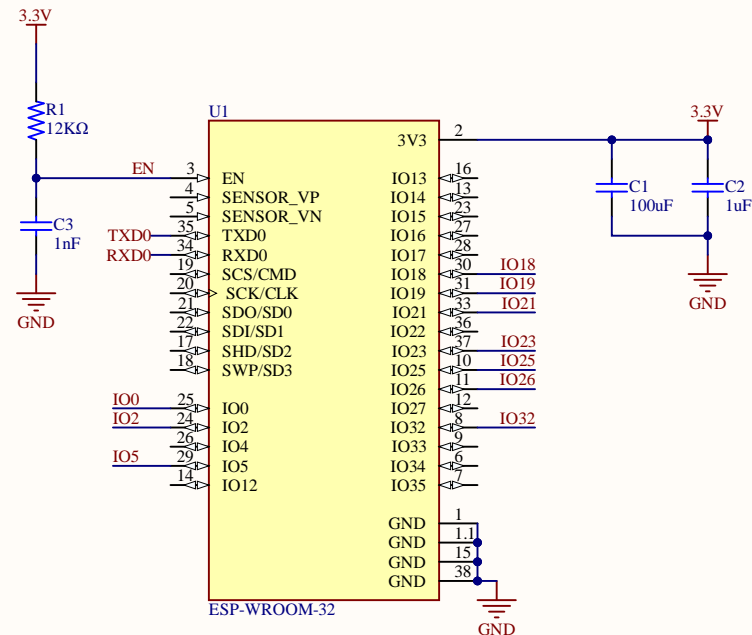 3.3V
R1
12KΩ
EN
C3
1nF
GND
TXD0
RXD0
IO0
IO2
IO5
U1
3 EN
4 SENSOR_VP
5 SENSOR_VN
35 TXD0
34 RXD0
19 SCS/CMD
20 SCK/CLK
21 SDO/SD0
22 SDI/SD1
17 SHD/SD2
18 SWP/SD3
25 IO0
24 IO2
26 IO4
29 IO5
14 IO12
3V3 2
IO13 16
IO14 13
IO15 23
IO16 27
IO17 28
IO18 30 IO18
IO19 31 IO19
IO21 33 IO21
IO22 36
IO23 37 IO23
IO25 10 IO25
IO26 11 IO26
IO27 12
IO32 8 IO32
IO33 9
IO34 6
IO35 7
GND 1
GND 1.1
GND 15
GND 38
ESP-WROOM-32
GND
3.3V
C1
100uF
C2
1uF
GND